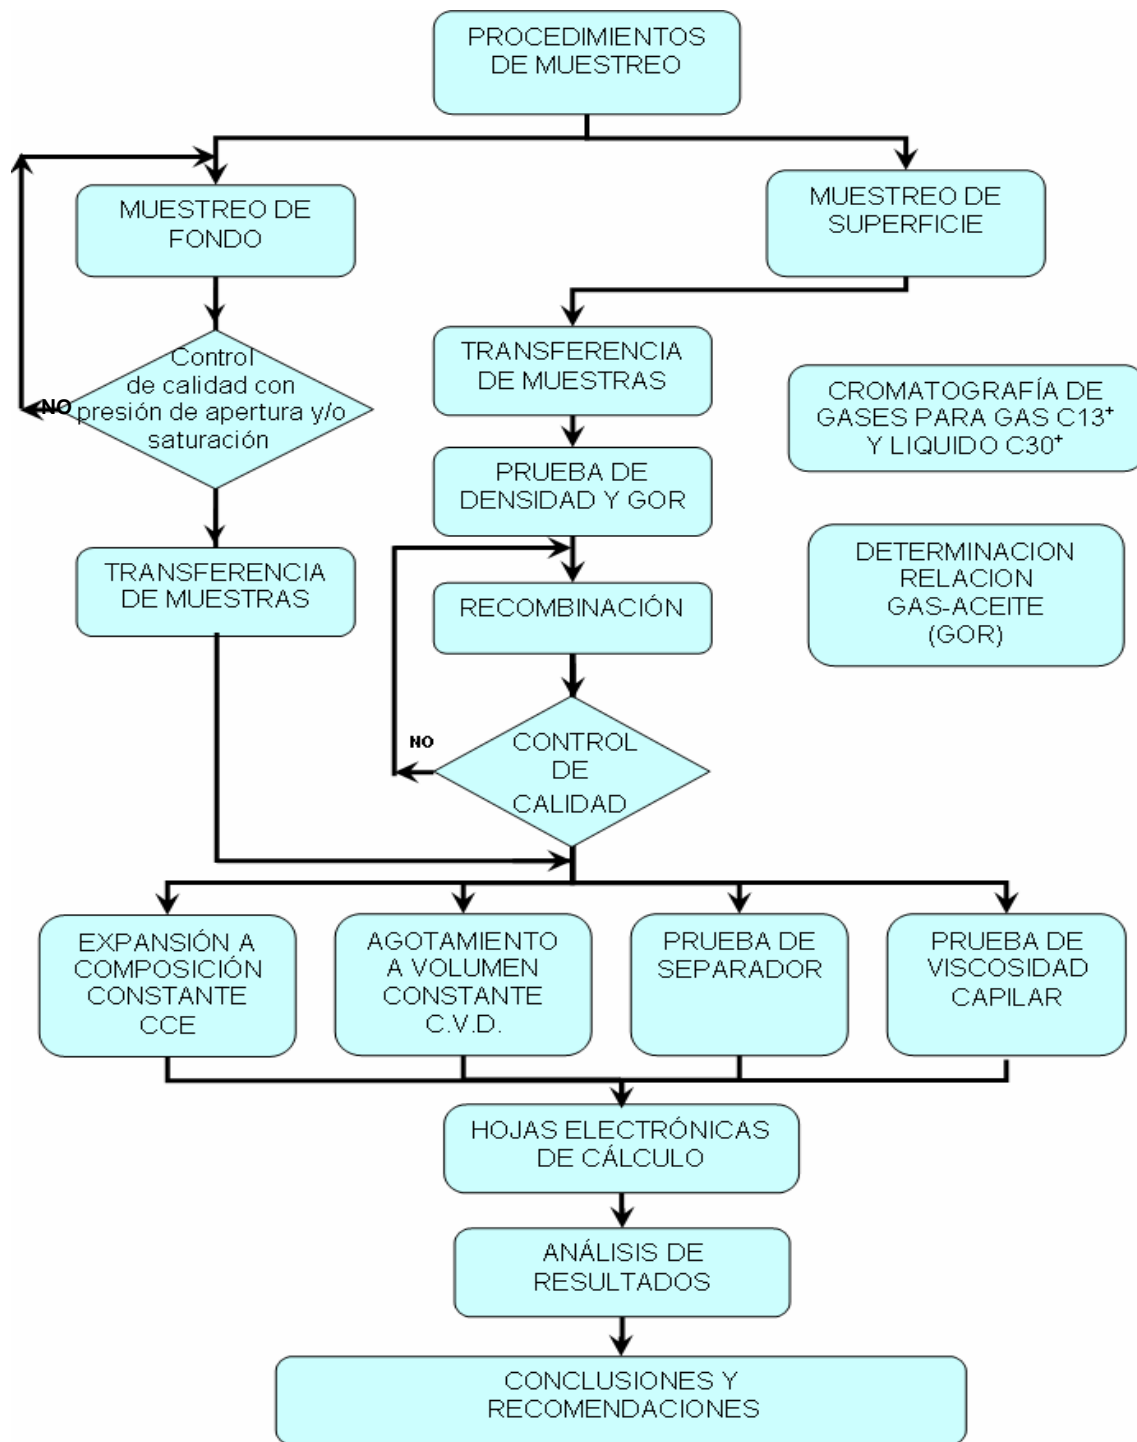 PROCEDIMIENTOS
DE MUESTREO
MUESTREO DE
FONDO
MUESTREO DE
SUPERFICIE
Control
de calidad con
presión de apertura y/o
saturación
NO
TRANSFERENCIA
DE MUESTRAS
TRANSFERENCIA
DE MUESTRAS
PRUEBA DE
DENSIDAD Y GOR
RECOMBINACIÓN
CONTROL
DE
CALIDAD
NO
CROMATOGRAFÍA DE
GASES PARA GAS C13⁺
Y LIQUIDO C30⁺
DETERMINACION
RELACION
GAS-ACEITE
(GOR)
EXPANSIÓN A
COMPOSICIÓN
CONSTANTE
CCE
AGOTAMIENTO
A VOLUMEN
CONSTANTE
C.V.D.
PRUEBA DE
SEPARADOR
PRUEBA DE
VISCOSIDAD
CAPILAR
HOJAS ELECTRÓNICAS
DE CÁLCULO
ANÁLISIS DE
RESULTADOS
CONCLUSIONES Y
RECOMENDACIONES